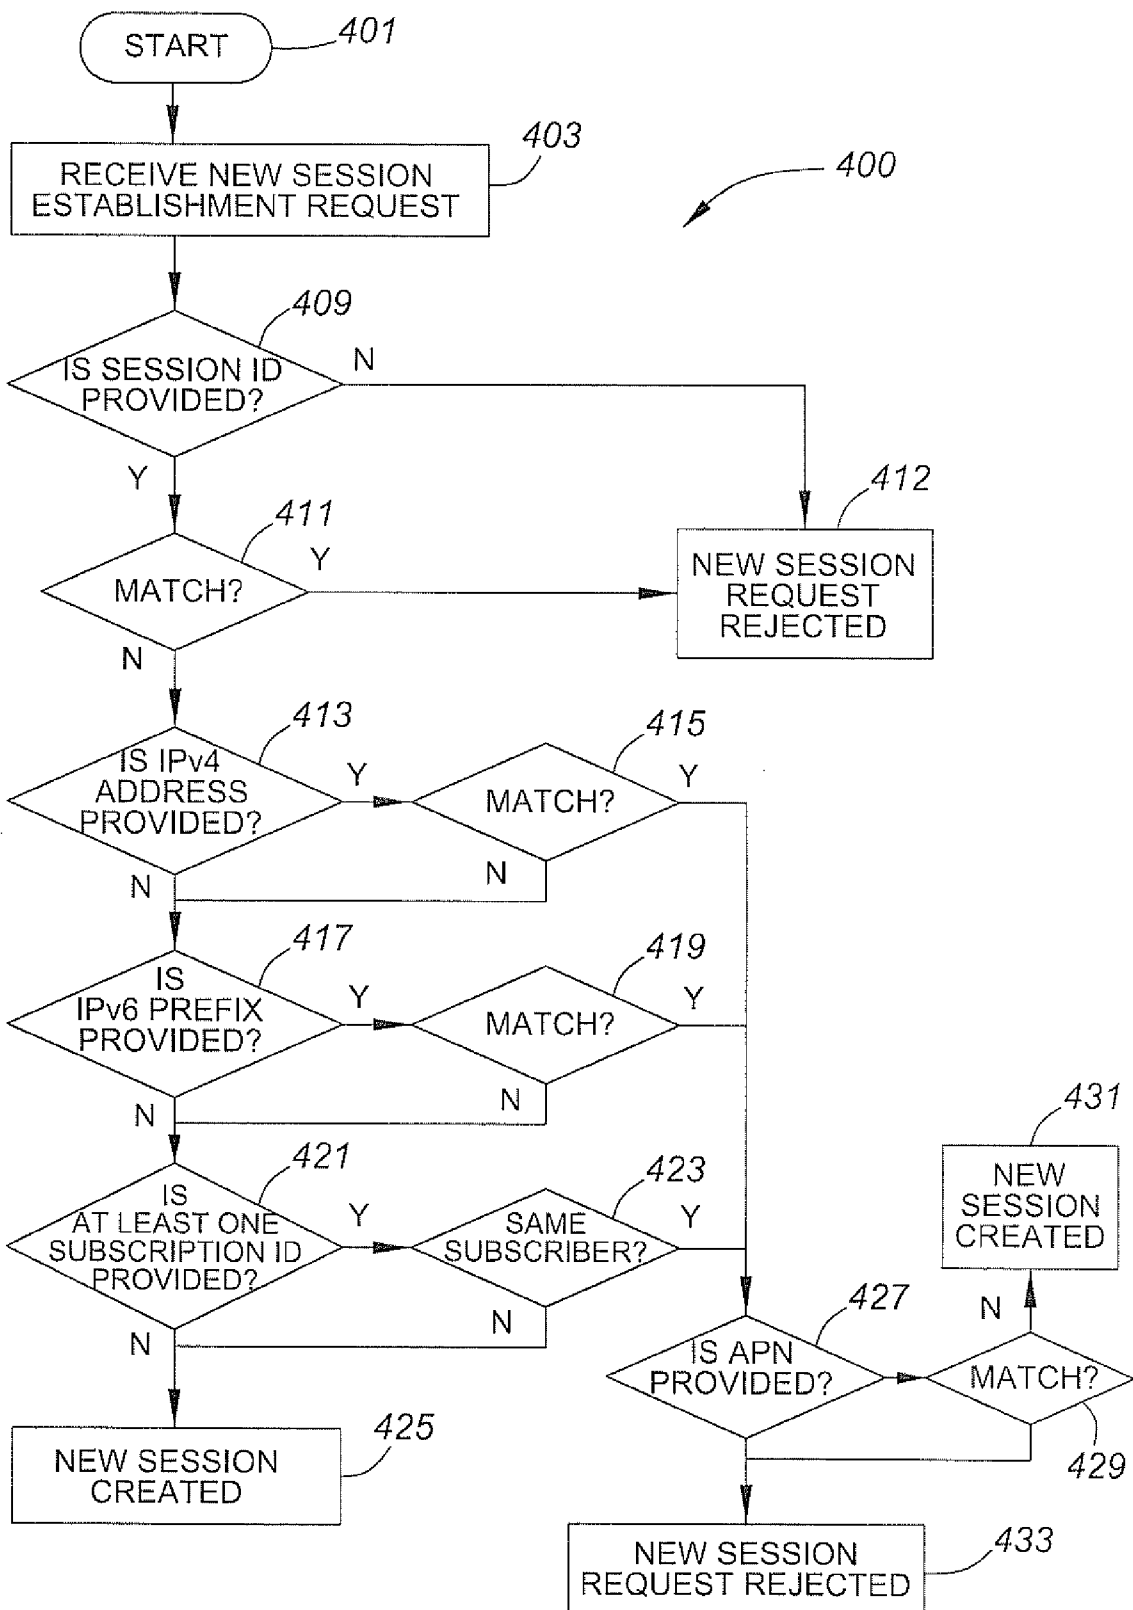 START
401
403
RECEIVE NEW SESSION
ESTABLISHMENT REQUEST
400
409
IS SESSION ID
PROVIDED?
N
Y
412
411
MATCH?
Y
NEW SESSION
REQUEST
REJECTED
N
413
415
IS IPv4
ADDRESS
PROVIDED?
Y
MATCH?
Y
N
N
417
419
IS
IPv6 PREFIX
PROVIDED?
Y
MATCH?
Y
N
N
431
NEW
SESSION
CREATED
421
423
IS
AT LEAST ONE
SUBSCRIPTION ID
PROVIDED?
Y
SAME
SUBSCRIBER?
Y
N
N
427
N
IS APN
PROVIDED?
MATCH?
429
425
NEW SESSION
CREATED
433
NEW SESSION
REQUEST REJECTED